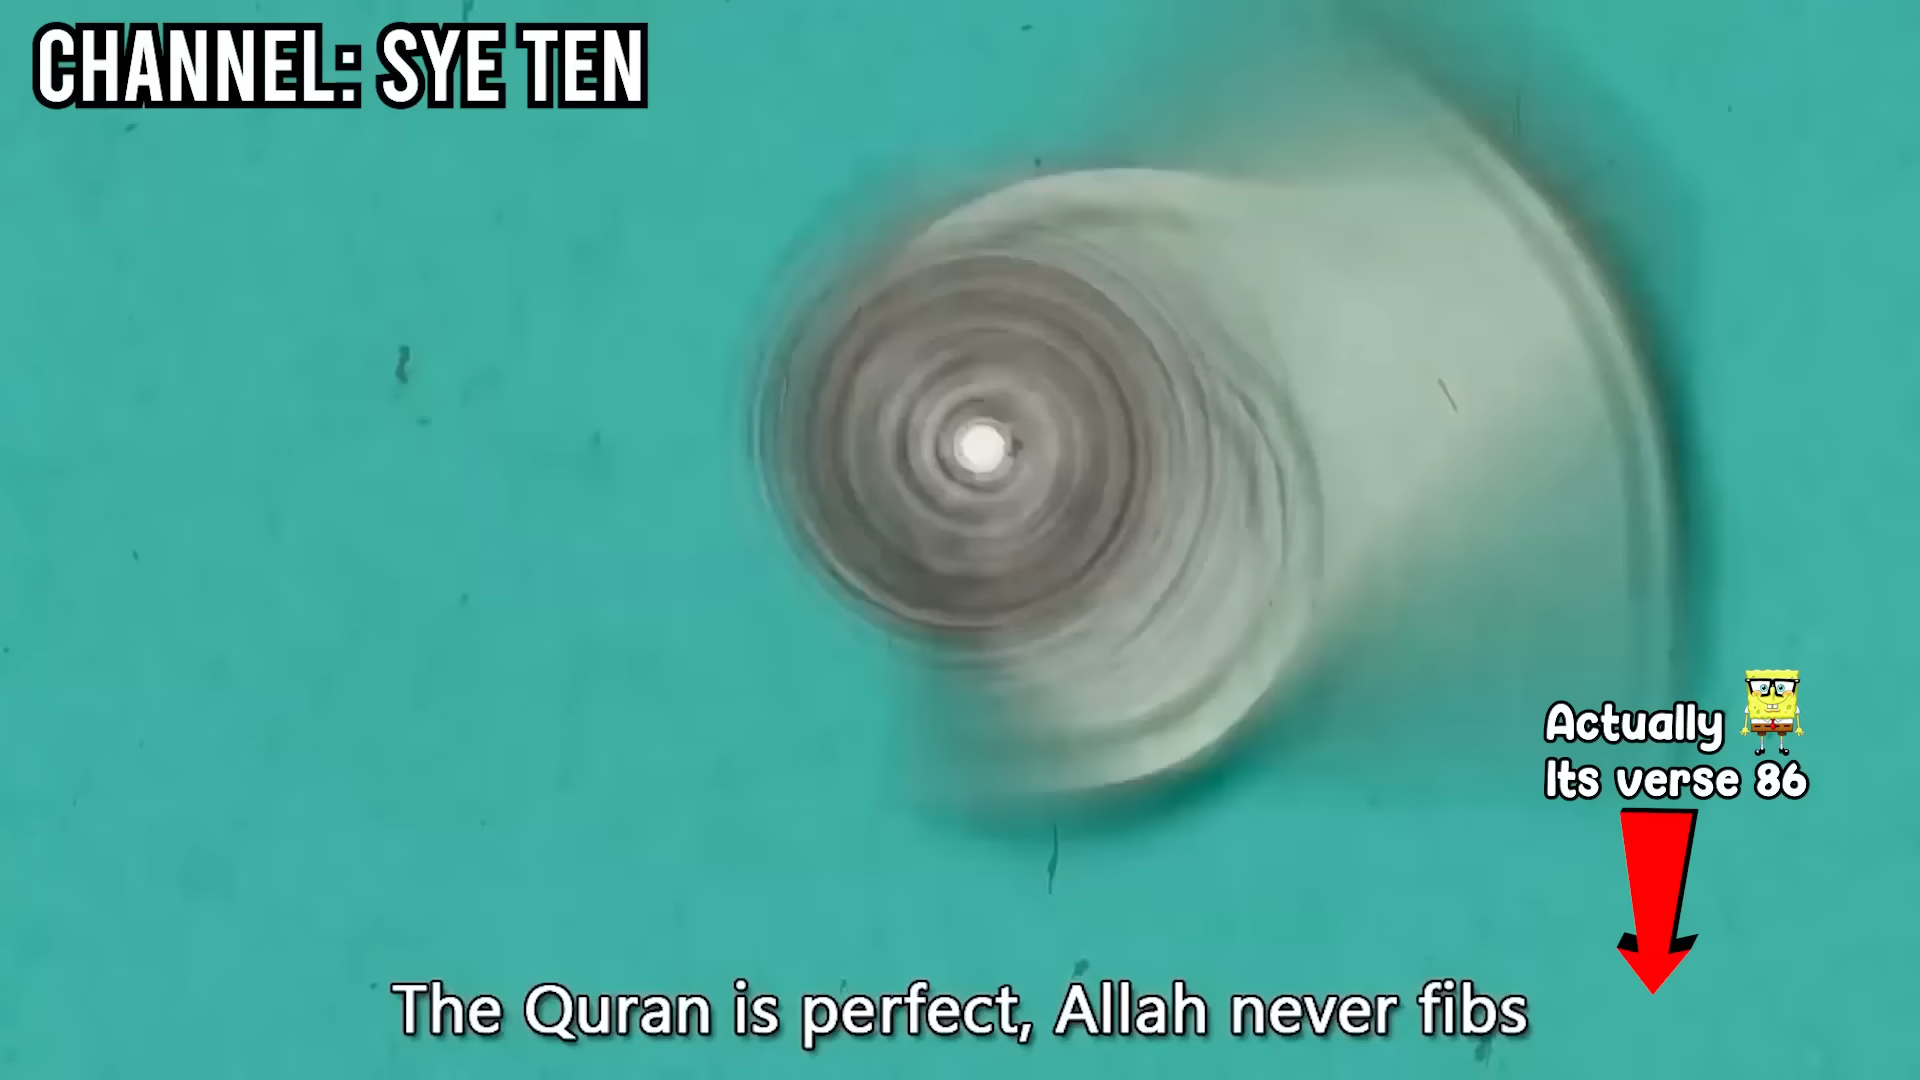 CHANNEL: SYE TEN
Actually
Its verse 86
The Quran is perfect, Allah never fibs